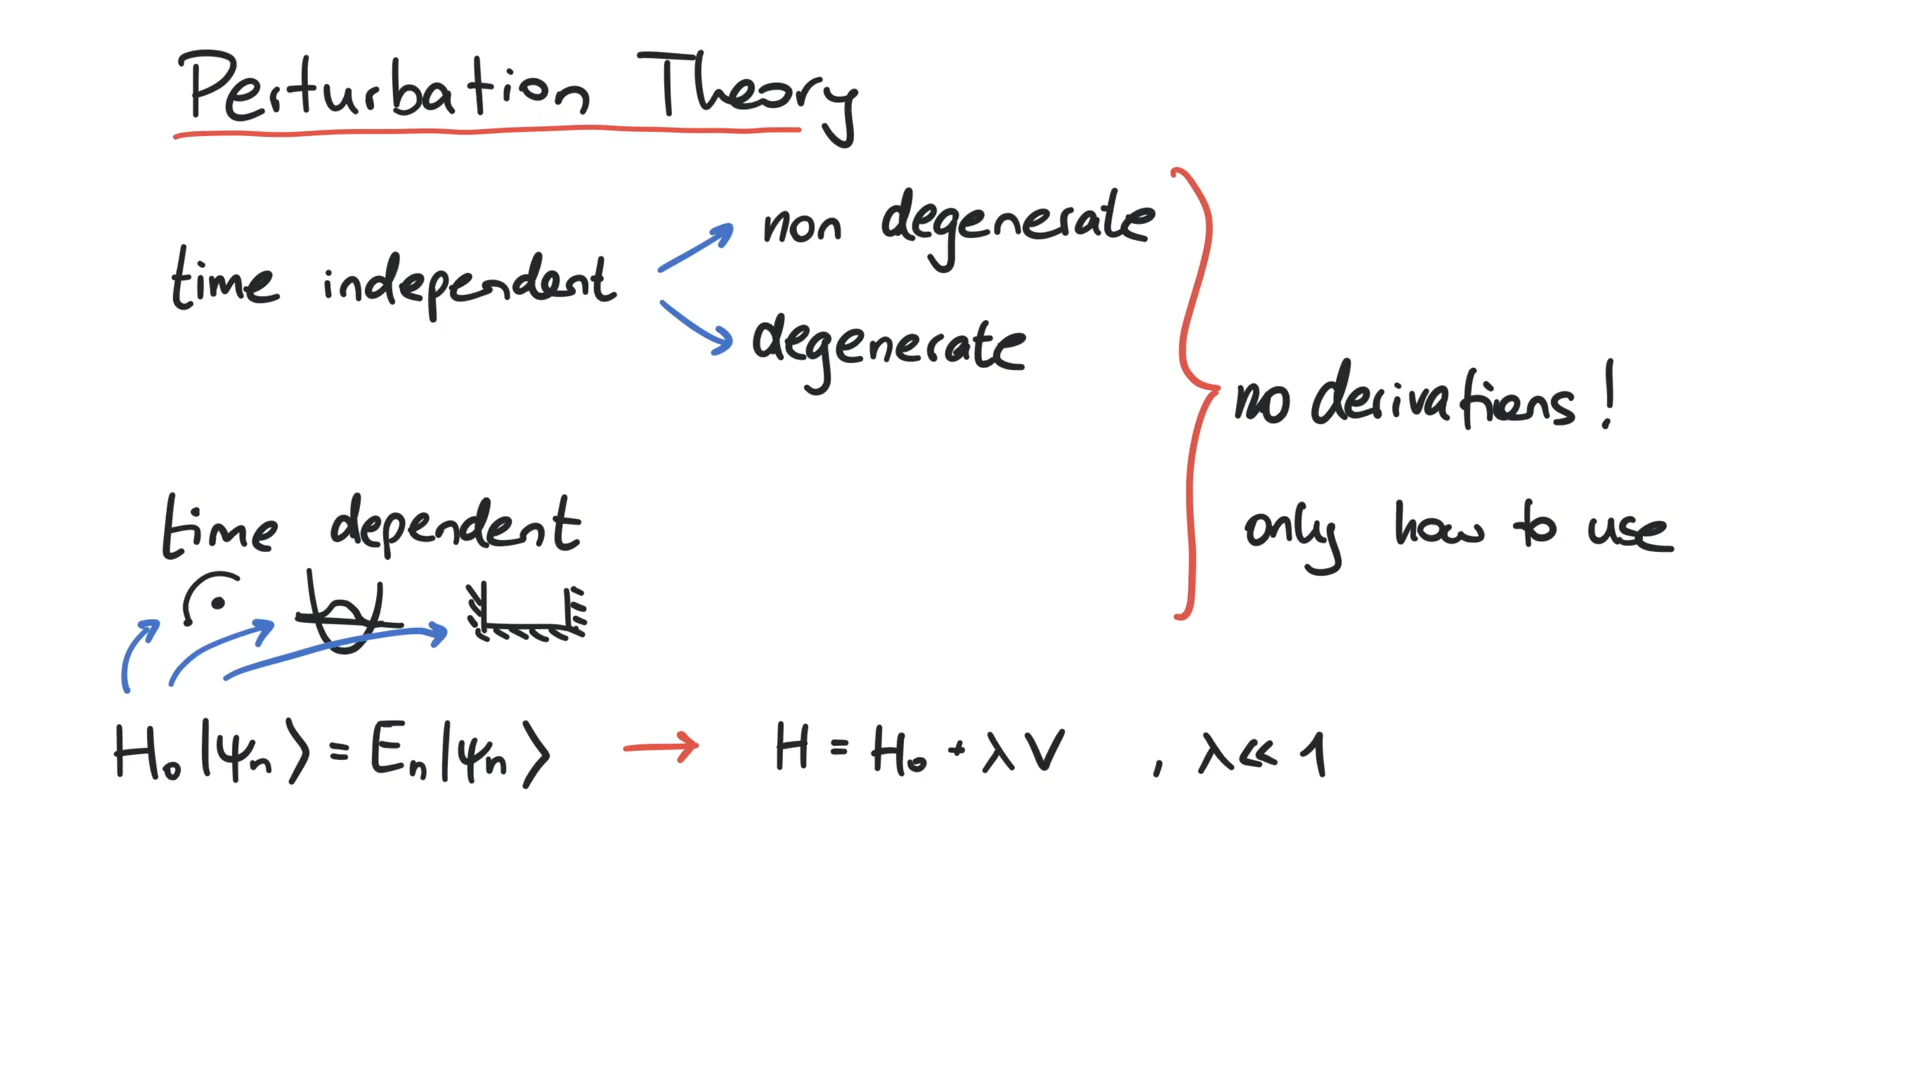 Perturbation Theory
time independent
non degenerate
degenerate
no derivations!
only how to use
time dependent
H₀|ψₙ⟩ = Eₙ|ψₙ⟩ → H = H₀ + λV , λ ≪ 1